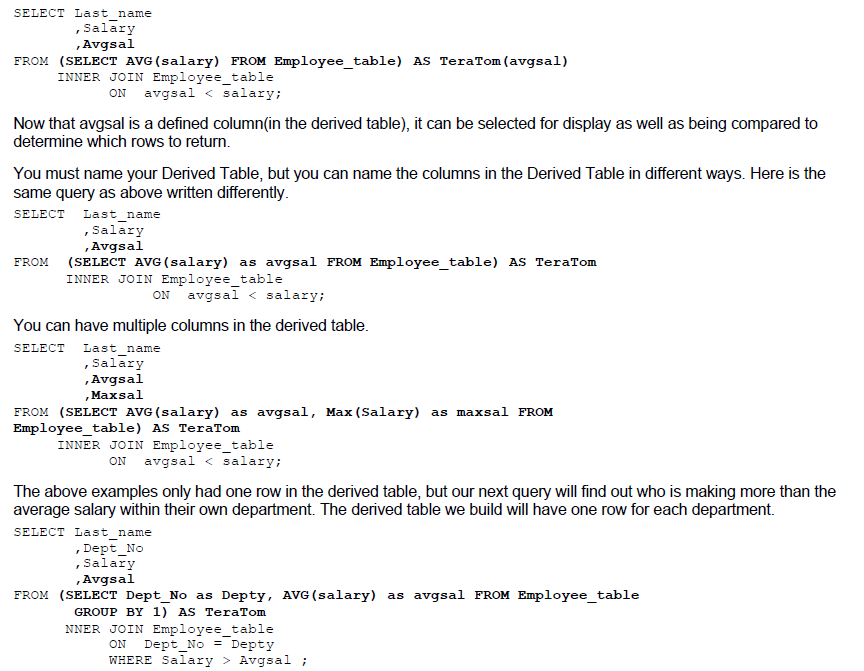 SELECT Last_name
,Salary
,Avgsal
FROM (SELECT AVG(salary) FROM Employee_table) AS TeraTom(avgsal)
INNER JOIN Employee_table
ON avgsal < salary;
Now that avgsal is a defined column(in the derived table), it can be selected for display as well as being compared to
determine which rows to return.
You must name your Derived Table, but you can name the columns in the Derived Table in different ways. Here is the
same query as above written differently.
SELECT Last_name
,Salary
,Avgsal
FROM (SELECT AVG(salary) as avgsal FROM Employee_table) AS TeraTom
INNER JOIN Employee_table
ON avgsal < salary;
You can have multiple columns in the derived table.
SELECT Last_name
,Salary
,Avgsal
,Maxsal
FROM (SELECT AVG(salary) as avgsal, Max(Salary) as maxsal FROM
Employee_table) AS TeraTom
INNER JOIN Employee_table
ON avgsal < salary;
The above examples only had one row in the derived table, but our next query will find out who is making more than the
average salary within their own department. The derived table we build will have one row for each department.
SELECT Last_name
,Dept_No
,Salary
,Avgsal
FROM (SELECT Dept_No as Depty, AVG(salary) as avgsal FROM Employee_table
GROUP BY 1) AS TeraTom
NNER JOIN Employee_table
ON Dept_No = Depty
WHERE Salary > Avgsal ;